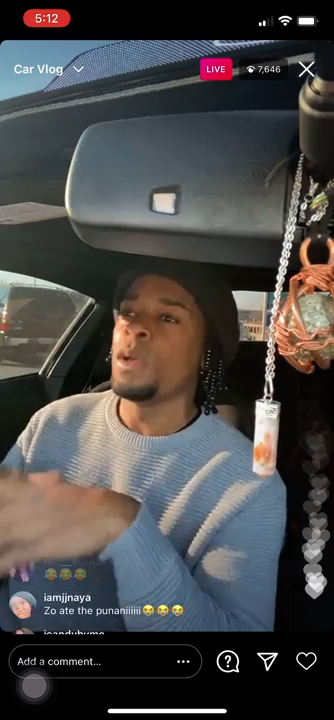 5:12
Car Vlog
LIVE
7,646
😂😂😂
iamjjnaya
Zo ate the punaniiiiii😂😂😂
Add a comment...